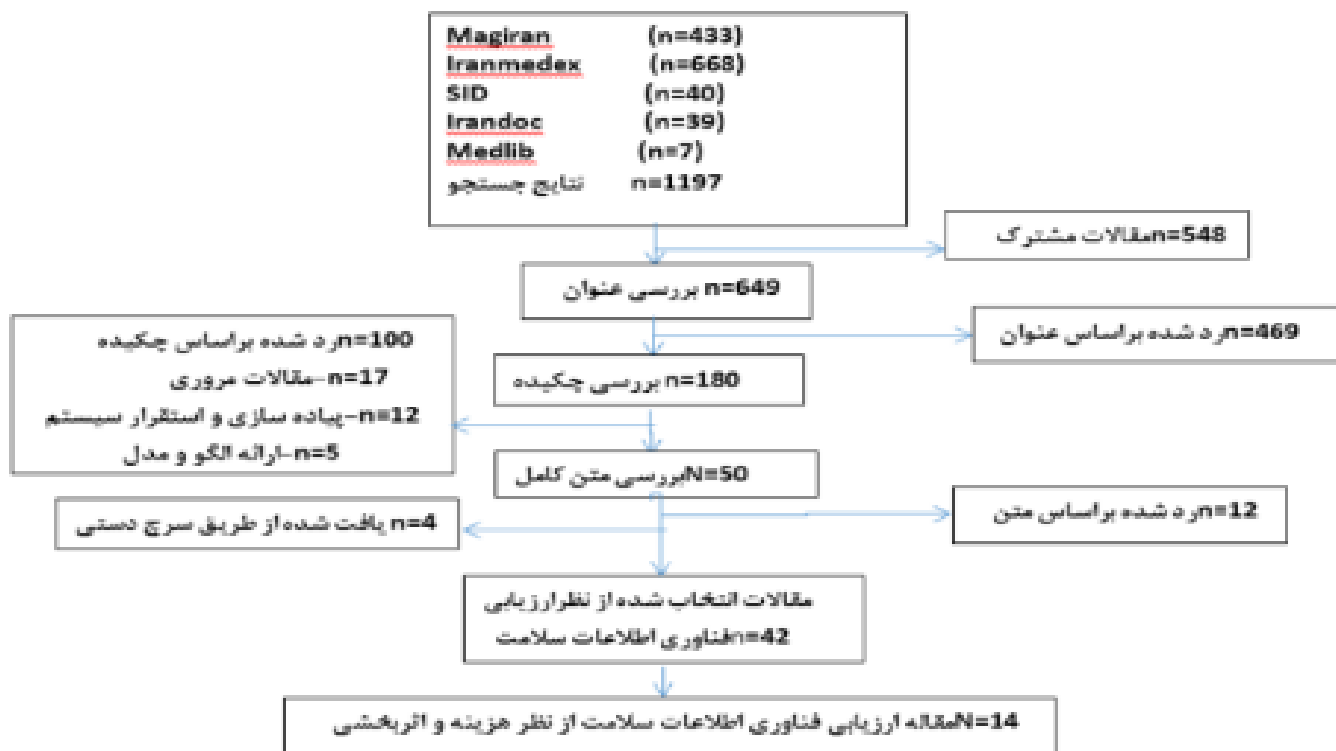 Magiran (n=433)
Iranmedex (n=668)
SID (n=40)
Irandoc (n=39)
Medlib (n=7)
نتایج جستجو n=1197
n=548مقالات مشترک
n=649 بررسی عنوان
n=469رد شده براساس عنوان
n=100رد شده براساس چکیده
n=17-مقالات مروری
n=12-پیاده سازی و استقرار سیستم
n=5-ارائه الگو و مدل
n=180 بررسی چکیده
N=50بررسی متن کامل
n=12رد شده براساس متن
n=4 یافت شده از طریق سرچ دستی
مقالات انتخاب شده از نظرارزیابی
n=42فناوری اطلاعات سلامت
N=14مقاله ارزیابی فناوری اطلاعات سلامت از نظر هزینه و اثربخشی